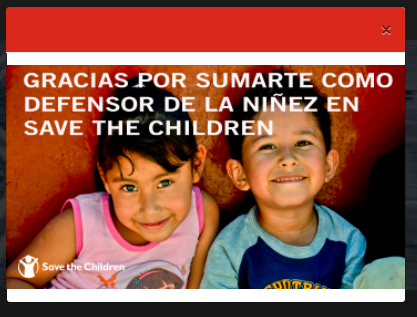 ×
GRACIAS POR SUMARTE COMO
DEFENSOR DE LA NIÑEZ EN
SAVE THE CHILDREN
Save the Children